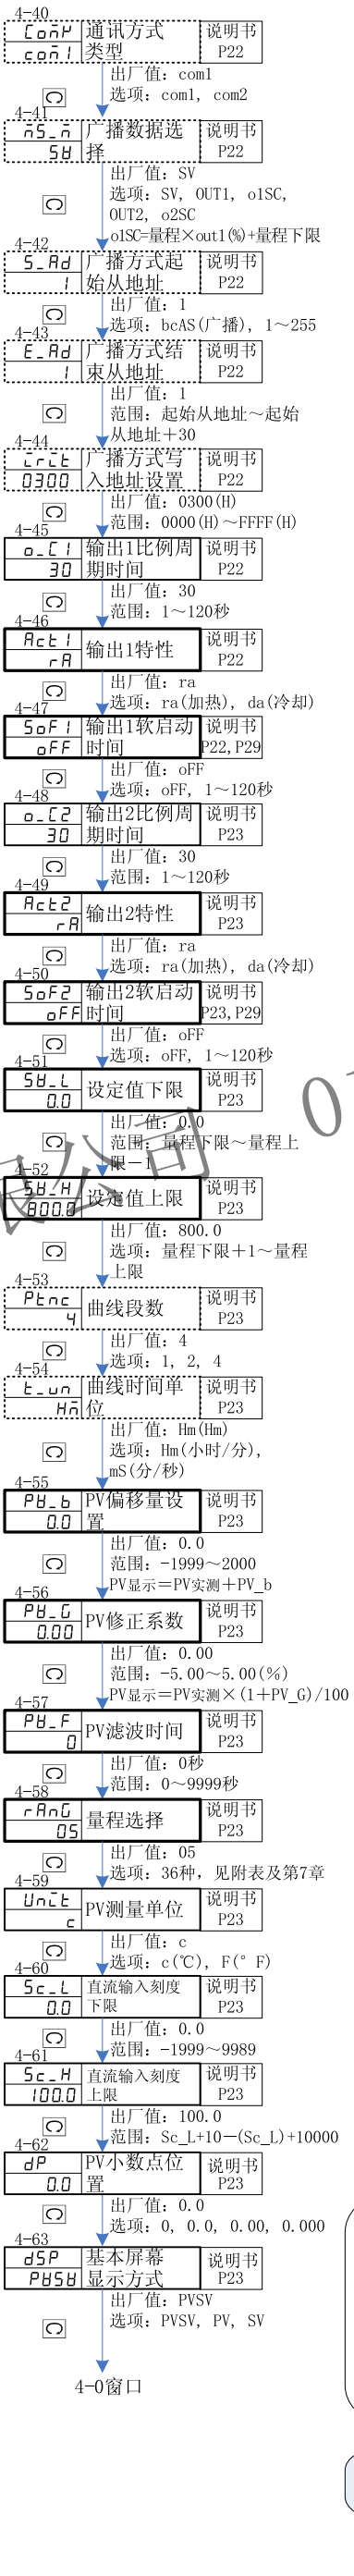 4-40
ComK
com1
通讯方式
类型
说明书
P22
出厂值：com1
选项：com1, com2
C
4-41
mS_m
SV
广播数据选
择
说明书
P22
出厂值：SV
选项：SV, OUT1, o1SC,
OUT2, o2SC
o1SC=量程×out1(%)+量程下限
C
4-42
S_Ad
1
广播方式起
始从地址
说明书
P22
出厂值：1
选项：bcAS(广播), 1～255
C
4-43
E_Ad
1
广播方式结
束从地址
说明书
P22
出厂值：1
范围：起始从地址～起始
从地址＋30
C
4-44
irit
0300
广播方式写
入地址设置
说明书
P22
出厂值：0300(H)
范围：0000(H)～FFFF(H)
C
4-45
o_C1
30
输出1比例周
期时间
说明书
P22
出厂值：30
范围：1～120秒
C
4-46
Act1
rA
输出1特性
说明书
P22
出厂值：ra
选项：ra(加热), da(冷却)
C
4-47
SoF1
oFF
输出1软启动
时间
说明书
P22,P29
出厂值：oFF
选项：oFF, 1～120秒
C
4-48
o_C2
30
输出2比例周
期时间
说明书
P23
出厂值：30
范围：1～120秒
C
4-49
Act2
rA
输出2特性
说明书
P23
出厂值：ra
选项：ra(加热), da(冷却)
C
4-50
SoF2
oFF
输出2软启动
时间
说明书
P23,P29
出厂值：oFF
选项：oFF, 1～120秒
C
4-51
SV_L
0.0
设定值下限
说明书
P23
出厂值：0.0
范围：量程下限～量程上
限－1
C
限公司 0
4-52
SV_H
800.0
设定值上限
说明书
P23
出厂值：800.0
选项：量程下限＋1～量程
上限
C
4-53
Ptnc
4
曲线段数
说明书
P23
出厂值：4
选项：1, 2, 4
C
4-54
t_un
Hm
曲线时间单
位
说明书
P23
出厂值：Hm(Hm)
选项：Hm(小时/分),
mS(分/秒)
C
4-55
PV_b
0.0
PV偏移量设
置
说明书
P23
出厂值：0.0
范围：-1999～2000
PV显示＝PV实测＋PV_b
C
4-56
PV_G
0.00
PV修正系数
说明书
P23
出厂值：0.00
范围：-5.00～5.00(%)
PV显示＝PV实测×(1＋PV_G)/100
C
4-57
PV_F
0
PV滤波时间
说明书
P23
出厂值：0秒
范围：0～9999秒
C
4-58
rAnG
05
量程选择
说明书
P23
出厂值：05
选项：36种，见附表及第7章
C
4-59
Unit
c
PV测量单位
说明书
P23
出厂值：c
选项：c(℃), F(°F)
C
4-60
Sc_L
0.0
直流输入刻度
下限
说明书
P23
出厂值：0.0
范围：-1999～9989
C
4-61
Sc_H
100.0
直流输入刻度
上限
说明书
P23
出厂值：100.0
范围：Sc_L+10—(Sc_L)+10000
C
4-62
dP
0.0
PV小数点位
置
说明书
P23
出厂值：0.0
选项：0, 0.0, 0.00, 0.000
C
4-63
dSP
PVSV
基本屏幕
显示方式
说明书
P23
出厂值：PVSV
选项：PVSV, PV, SV
C
4-0窗口